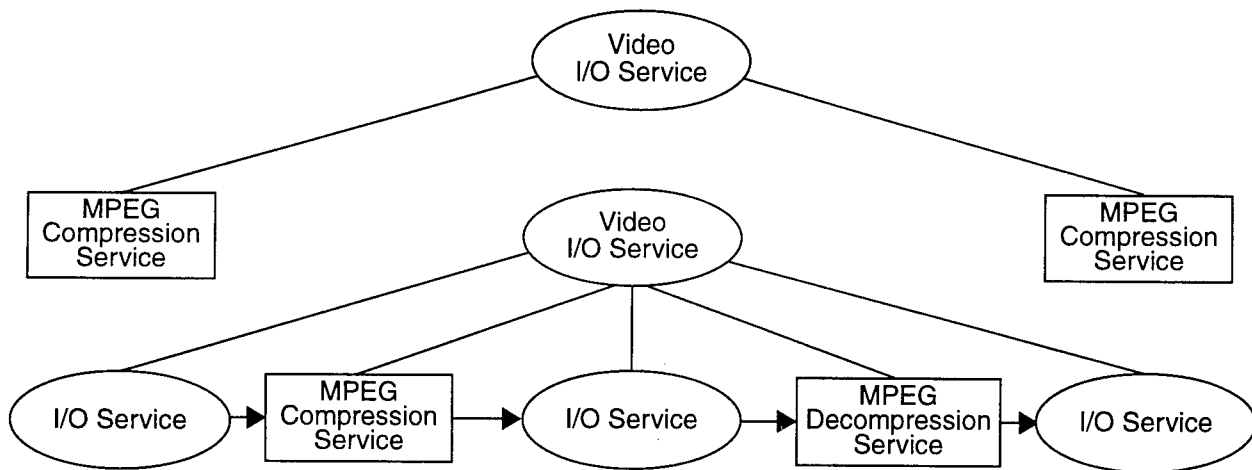 Video
I/O Service
MPEG
Compression
Service
MPEG
Compression
Service
Video
I/O Service
I/O Service
MPEG
Compression
Service
I/O Service
MPEG
Decompression
Service
I/O Service